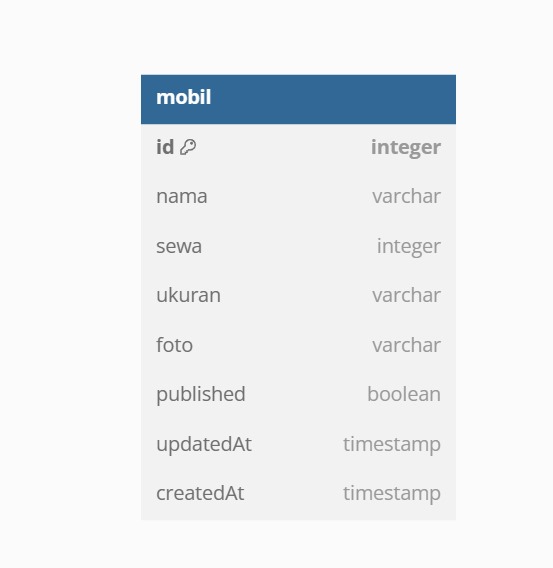 mobil
id integer
nama varchar
sewa integer
ukuran varchar
foto varchar
published boolean
updatedAt timestamp
createdAt timestamp